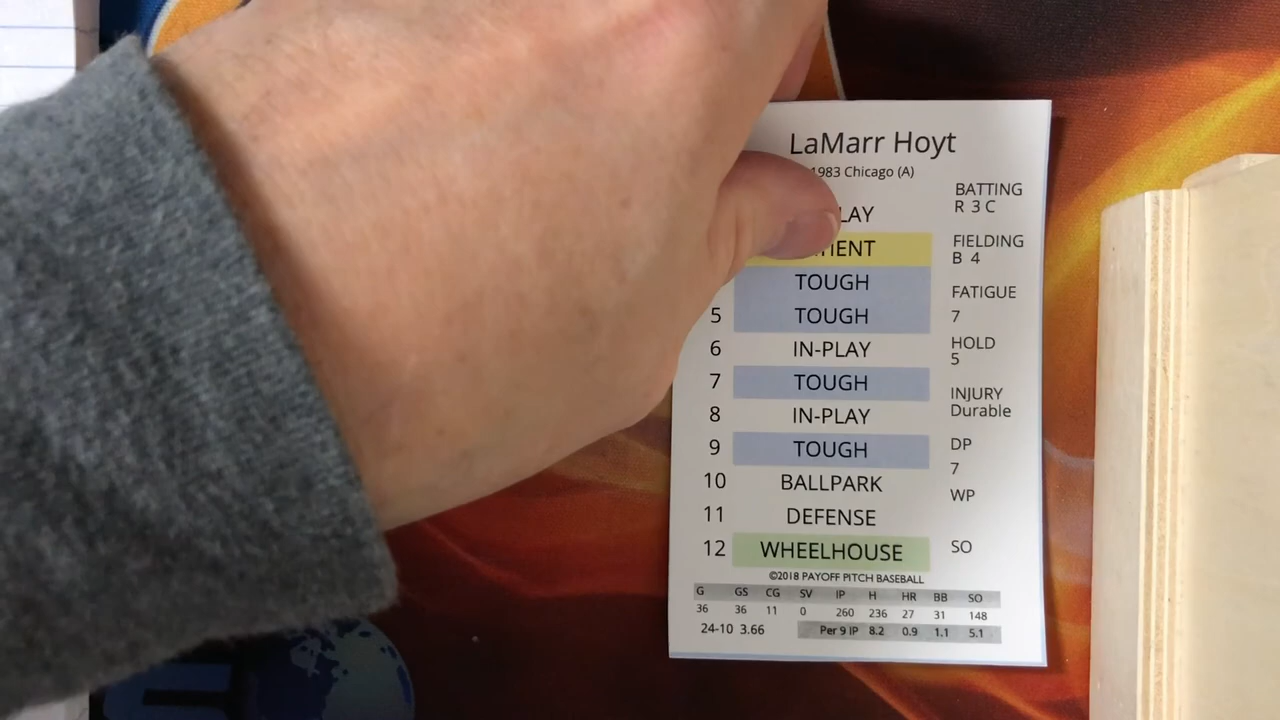 LaMarr Hoyt
1983 Chicago (A)
BATTING
R 3 C
FIELDING
B 4
TOUGH
FATIGUE
5 TOUGH
7
6 IN-PLAY
HOLD
5
7 TOUGH
INJURY
Durable
8 IN-PLAY
9 TOUGH
DP
7
10 BALLPARK
WP
11 DEFENSE
12 WHEELHOUSE
SO
©2018 PAYOFF PITCH BASEBALL
G GS CG SV IP H HR BB SO
36 36 11 0 260 236 27 31 148
24-10 3.66 Per 9 IP 8.2 0.9 1.1 5.1